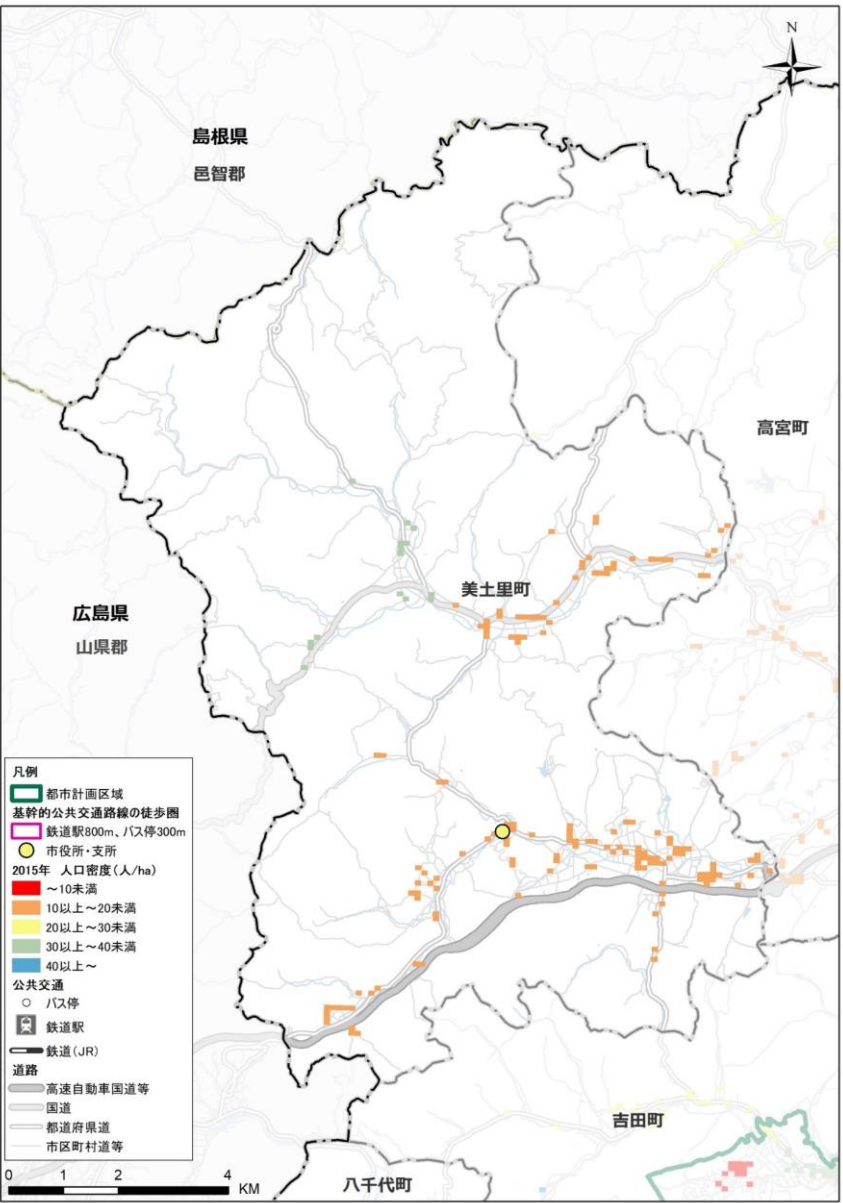 N
島根県
邑智郡
高宮町
美土里町
広島県
山県郡
凡例
都市計画区域
基幹的公共交通路線の徒歩圏
鉄道駅800m、バス停300m
市役所・支所
2015年 人口密度(人/ha)
～10未満
10以上～20未満
20以上～30未満
30以上～40未満
40以上～
公共交通
バス停
鉄道駅
鉄道(JR)
道路
高速自動車国道等
国道
都道府県道
市区町村道等
吉田町
八千代町
0 1 2 4
KM